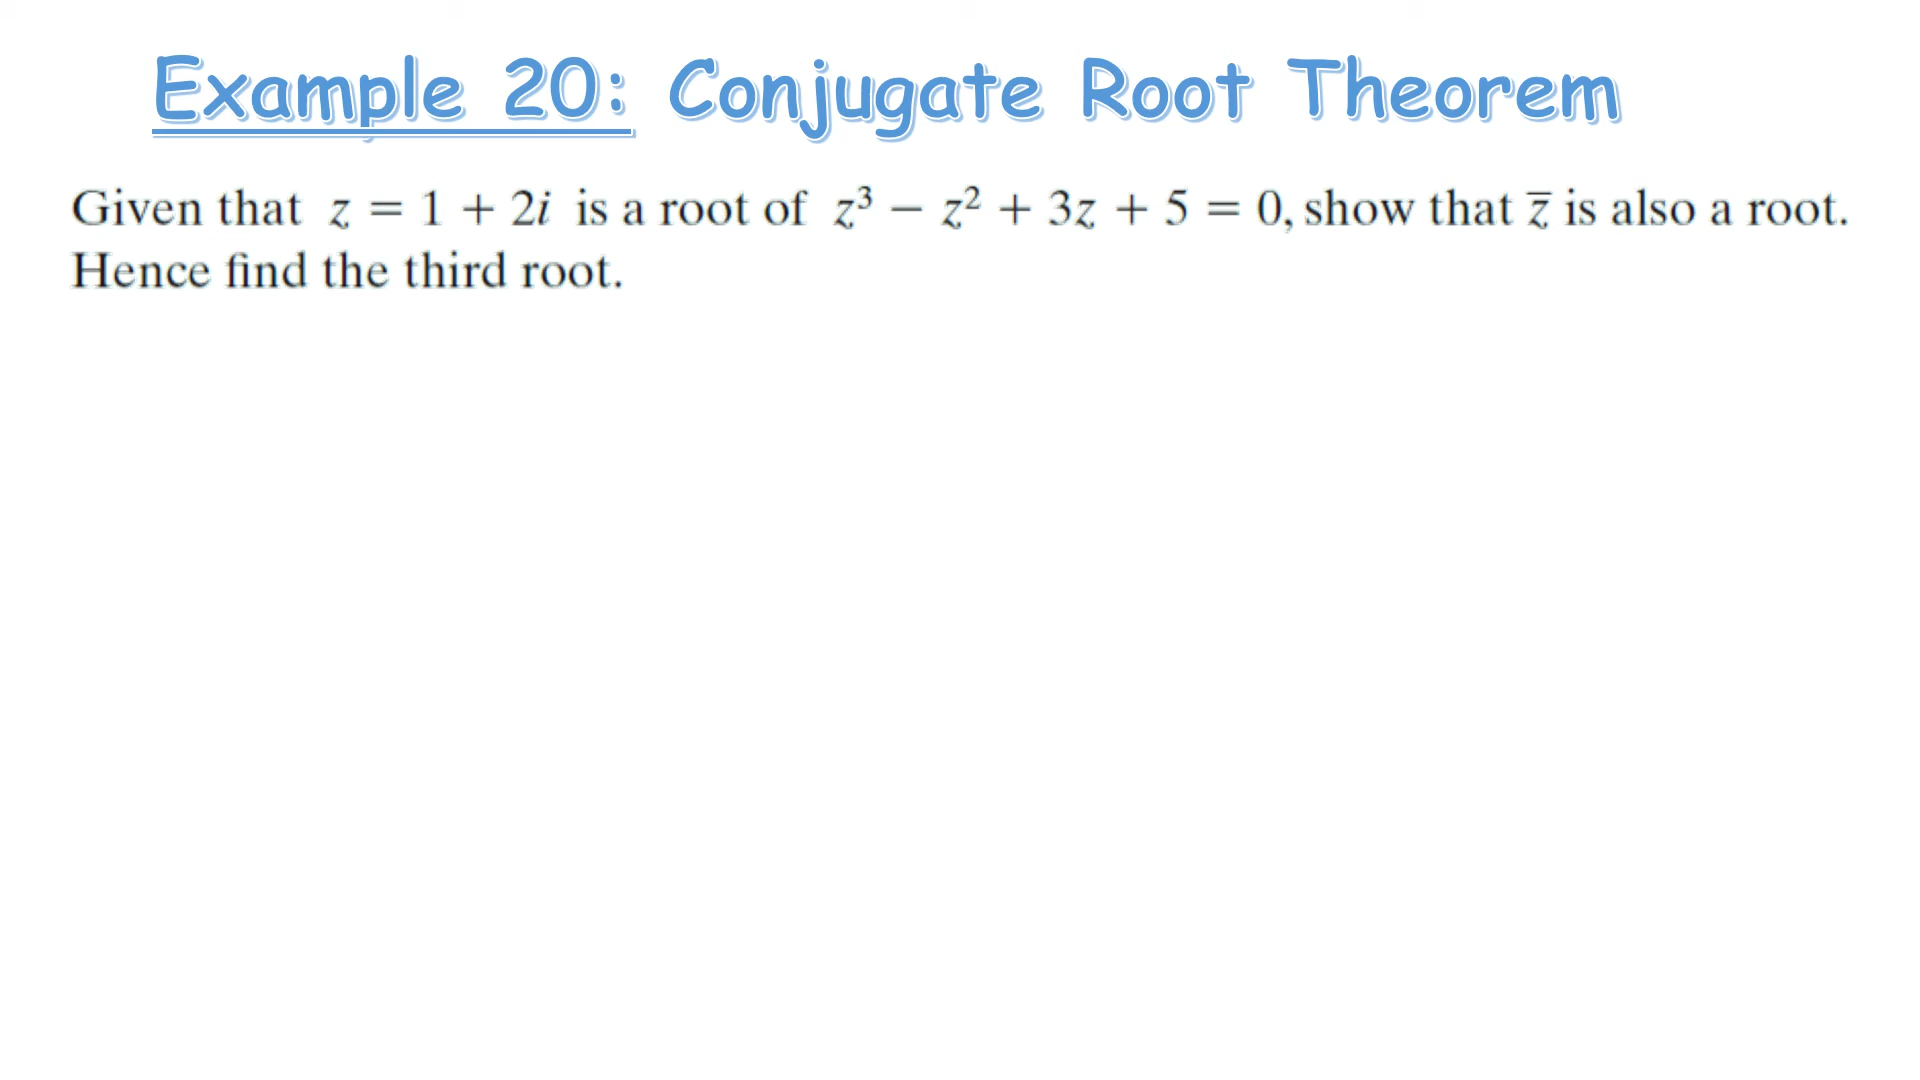 Example 20: Conjugate Root Theorem
Given that z = 1 + 2i is a root of z³ − z² + 3z + 5 = 0, show that z̅ is also a root.
Hence find the third root.